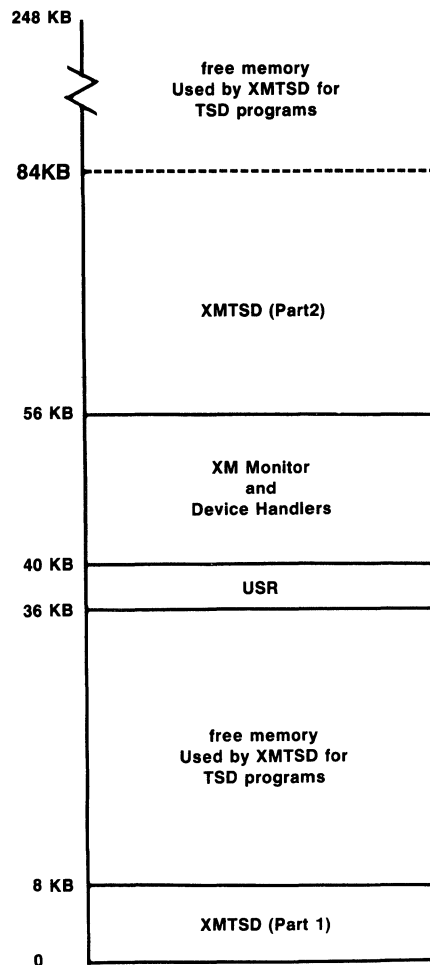 248 KB
free memory
Used by XMTSD for
TSD programs
84KB
XMTSD (Part2)
56 KB
XM Monitor
and
Device Handlers
40 KB
USR
36 KB
free memory
Used by XMTSD for
TSD programs
8 KB
XMTSD (Part 1)
0